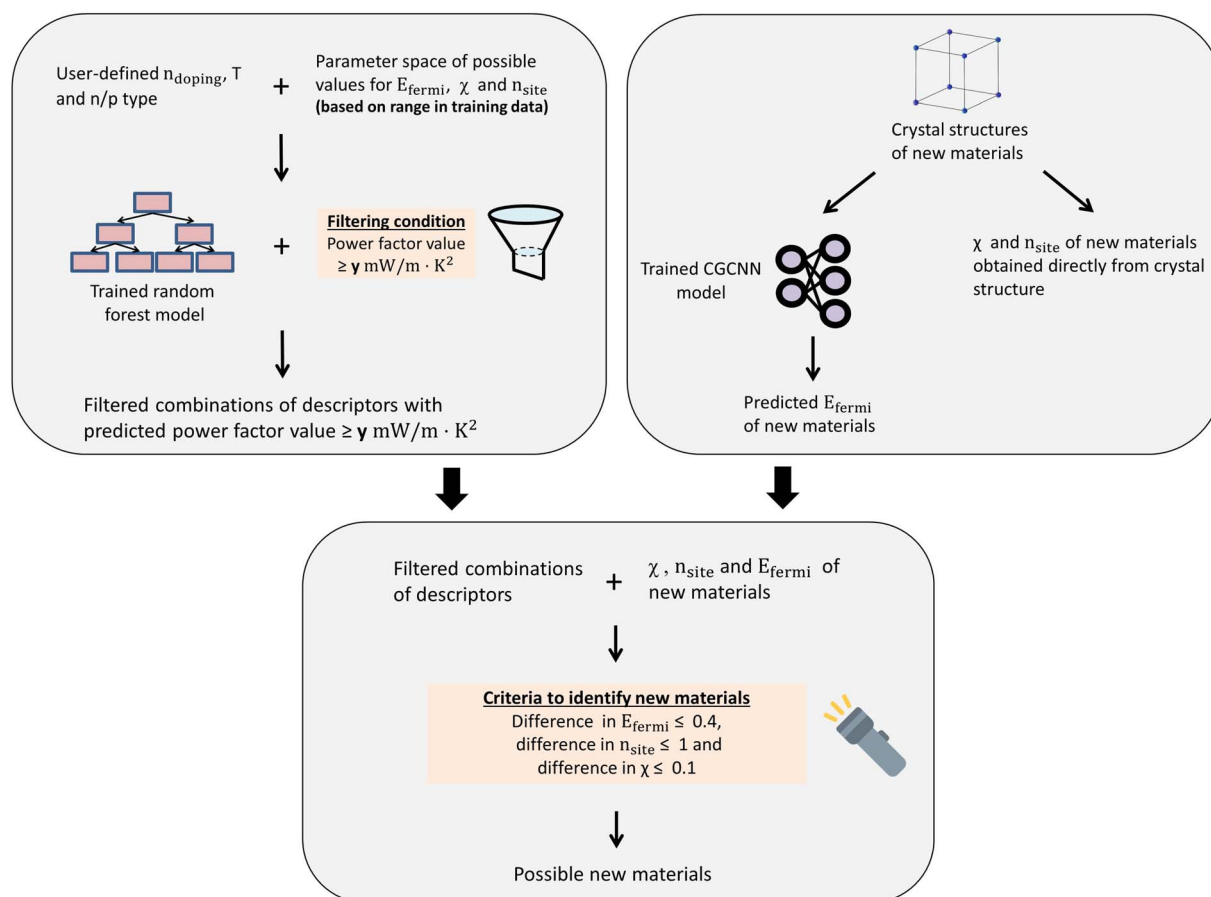 User-defined n_doping, T
and n/p type
+
Parameter space of possible
values for E_fermi, χ and n_site
(based on range in training data)
Trained random
forest model
+
Filtering condition
Power factor value
≥ y mW/m · K²
Filtered combinations of descriptors with
predicted power factor value ≥ y mW/m · K²
Crystal structures
of new materials
Trained CGCNN
model
χ and n_site of new materials
obtained directly from crystal
structure
Predicted E_fermi
of new materials
Filtered combinations
of descriptors
+
χ , n_site and E_fermi of
new materials
Criteria to identify new materials
Difference in E_fermi ≤ 0.4,
difference in n_site ≤ 1 and
difference in χ ≤ 0.1
Possible new materials